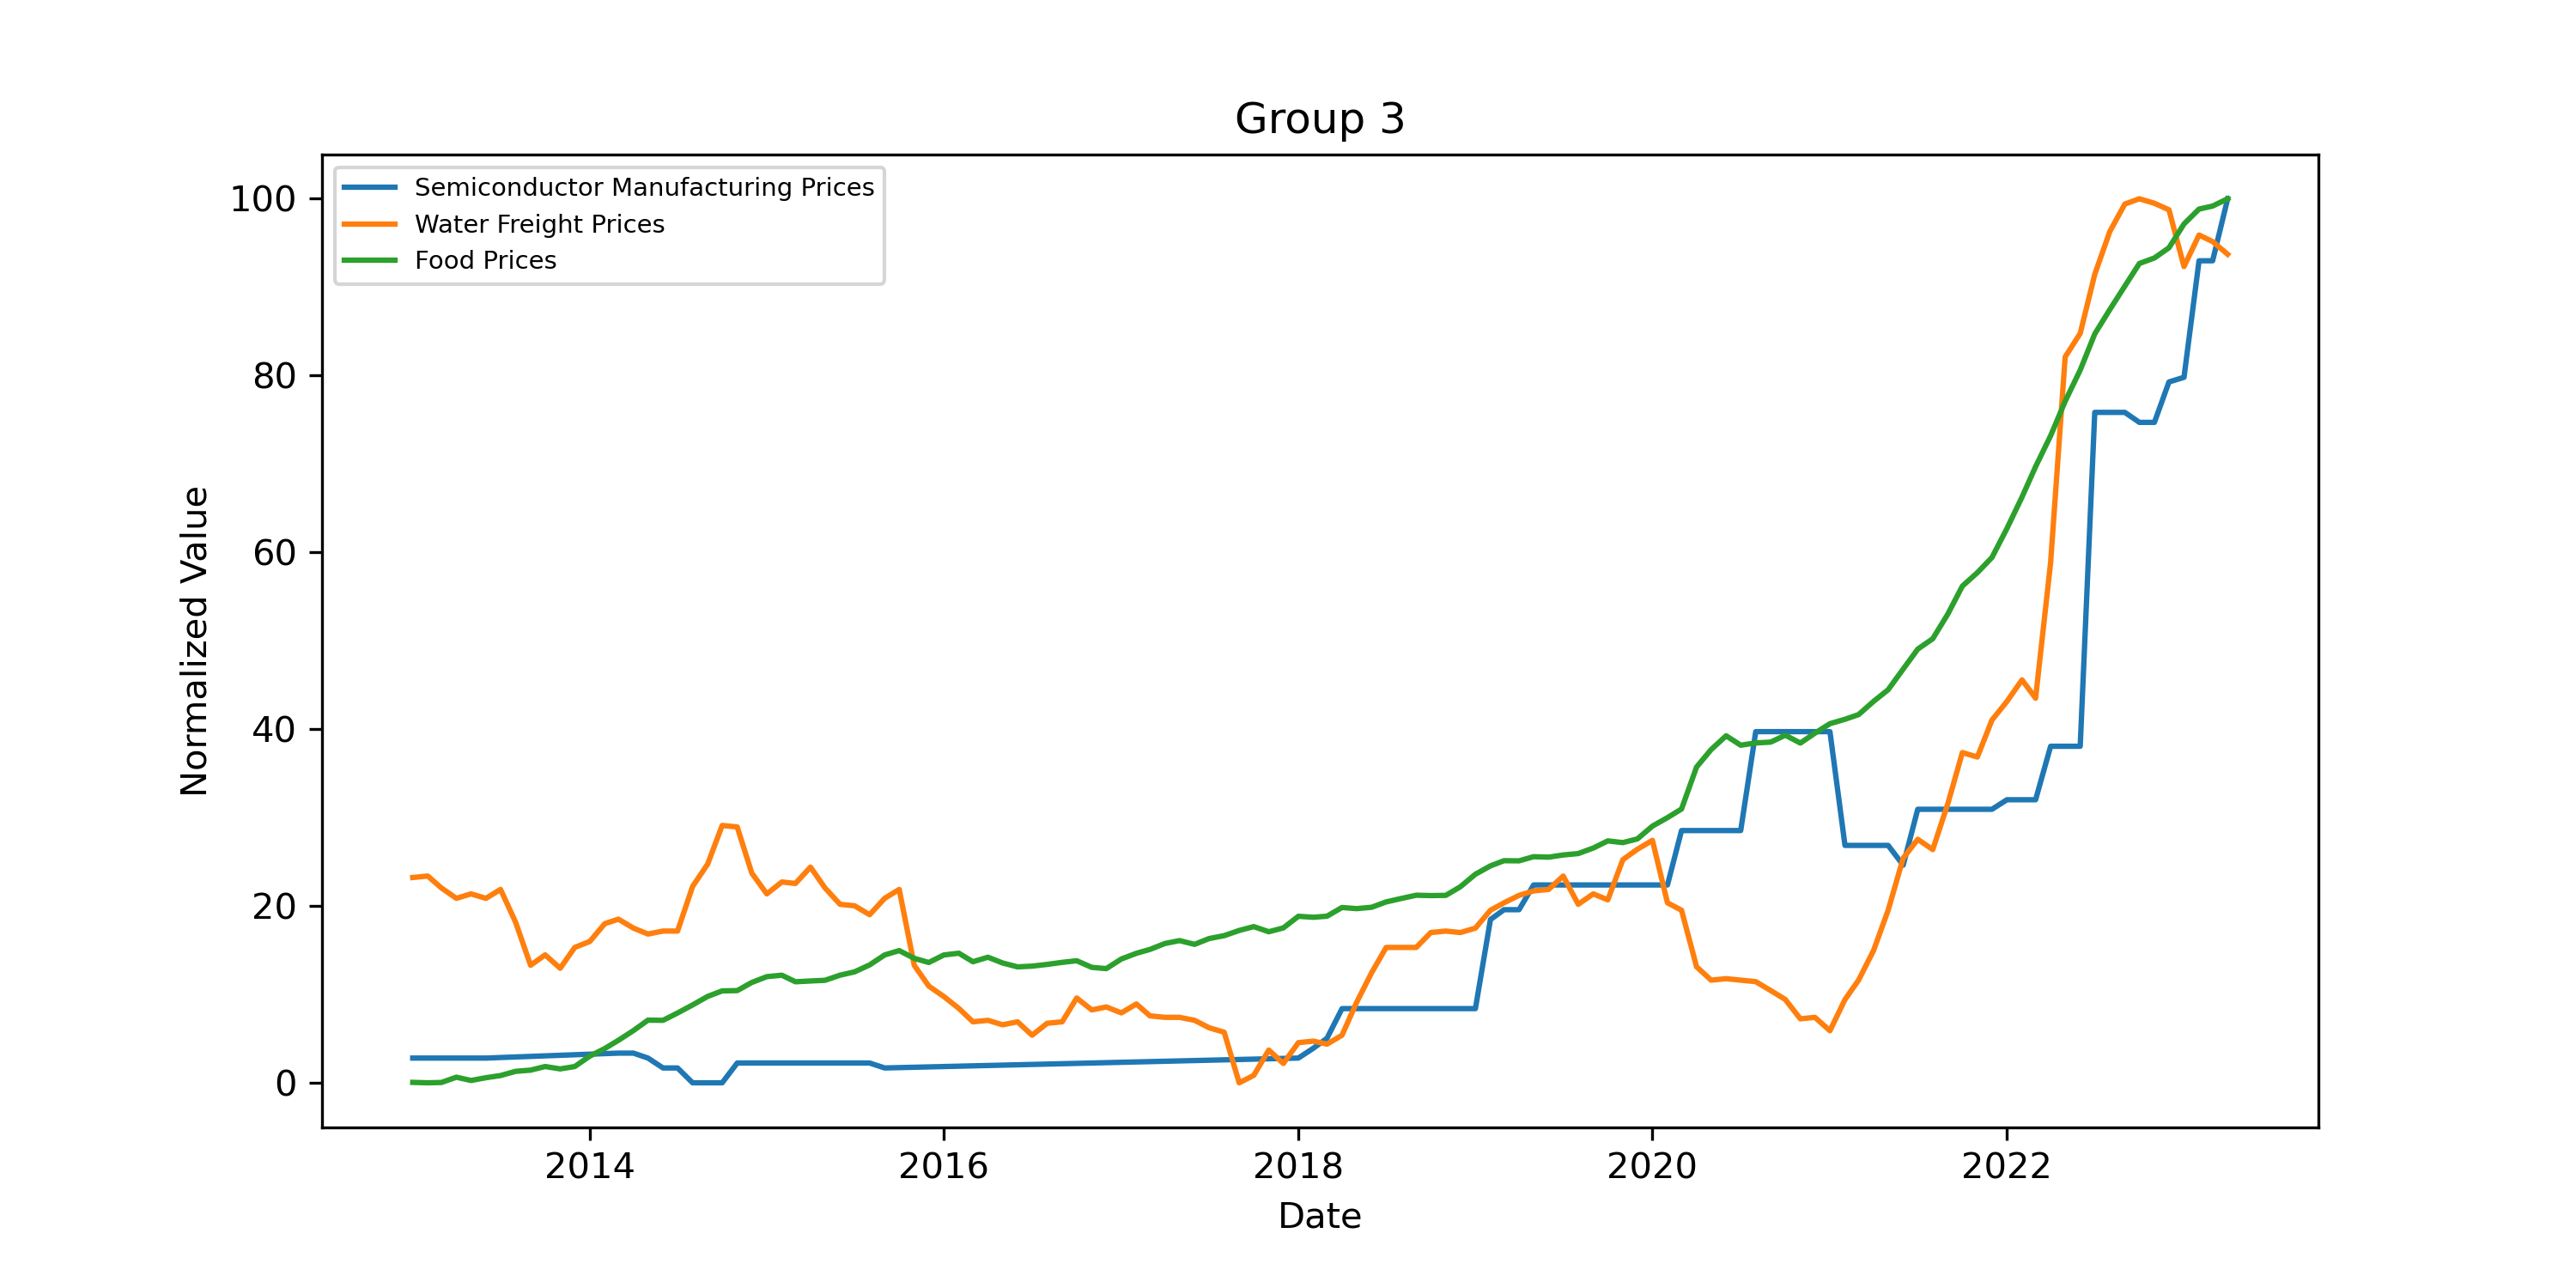 Group 3
Semiconductor Manufacturing Prices
Water Freight Prices
Food Prices
100
80
60
40
20
0
Normalized Value
2014 2016 2018 2020 2022
Date